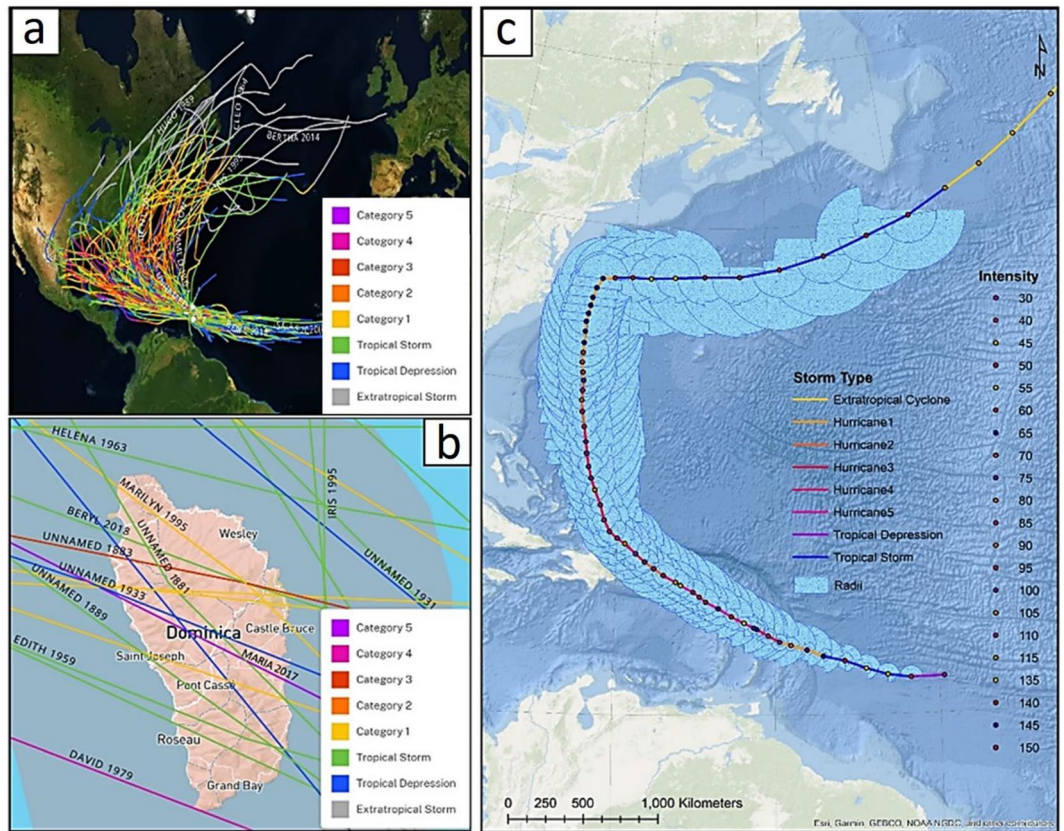 a
HUGO 1989
OTTO 2004
BERTHA 2014
Category 5
Category 4
Category 3
Category 2
Category 1
Tropical Storm
Tropical Depression
Extratropical Storm
b
HELENA 1963
MARILYN 1995
IRIS 1995
BERYL 2018
Wesley
UNNAMED 1883
UNNAMED 1881
UNNAMED 1931
UNNAMED 1933
UNNAMED 1889
Dominica
Castle Bruce
EDITH 1959
Saint Joseph
MARIA 2017
Pont Casse
Roseau
DAVID 1979
Grand Bay
Category 5
Category 4
Category 3
Category 2
Category 1
Tropical Storm
Tropical Depression
Extratropical Storm
c
N
Storm Type
Extratropical Cyclone
Hurricane1
Hurricane2
Hurricane3
Hurricane4
Hurricane5
Tropical Depression
Tropical Storm
Radii
Intensity
30
40
45
50
55
60
65
70
75
80
85
90
95
100
105
110
115
135
140
145
150
0 250 500 1,000 Kilometers
Esri, Garmin, GEBCO, NOAA NGDC, and other contributors